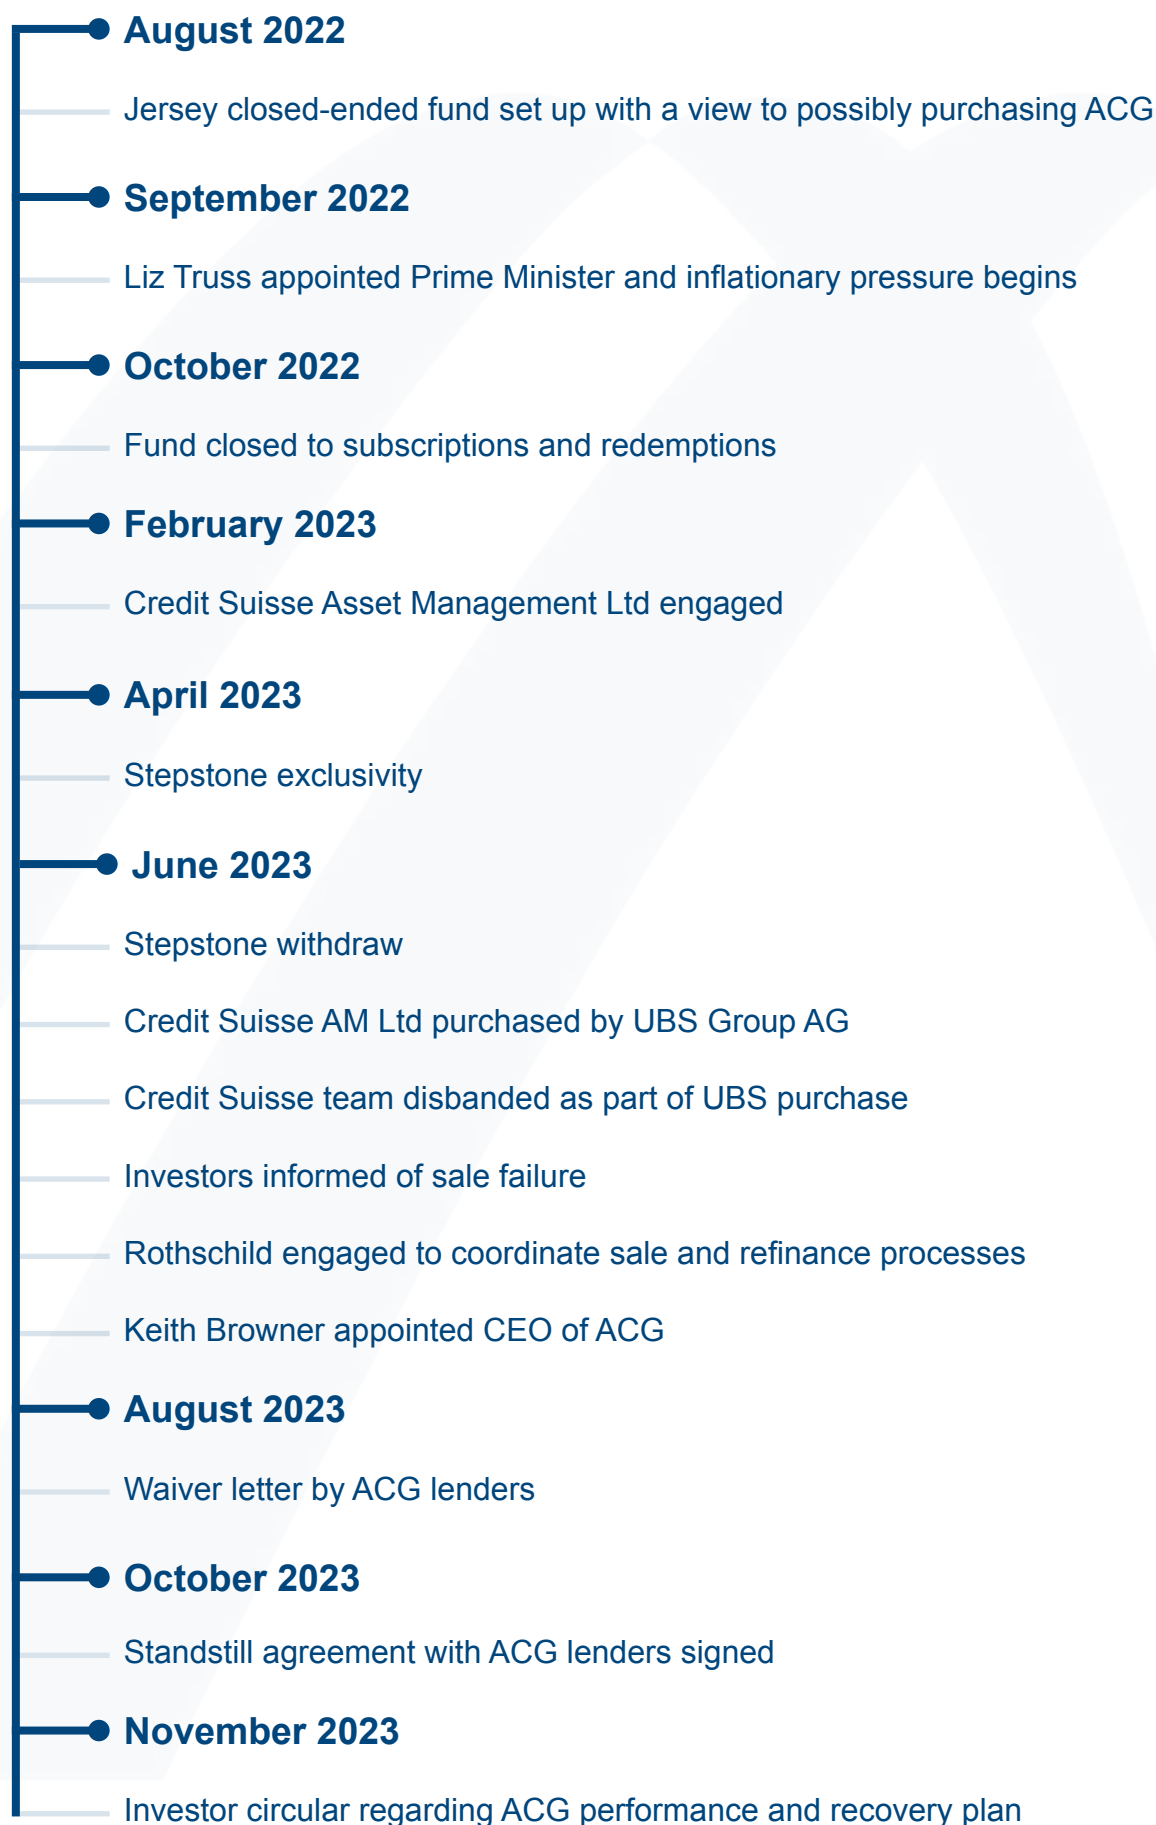 August 2022
Jersey closed-ended fund set up with a view to possibly purchasing ACG
September 2022
Liz Truss appointed Prime Minister and inflationary pressure begins
October 2022
Fund closed to subscriptions and redemptions
February 2023
Credit Suisse Asset Management Ltd engaged
April 2023
Stepstone exclusivity
June 2023
Stepstone withdraw
Credit Suisse AM Ltd purchased by UBS Group AG
Credit Suisse team disbanded as part of UBS purchase
Investors informed of sale failure
Rothschild engaged to coordinate sale and refinance processes
Keith Browner appointed CEO of ACG
August 2023
Waiver letter by ACG lenders
October 2023
Standstill agreement with ACG lenders signed
November 2023
Investor circular regarding ACG performance and recovery plan